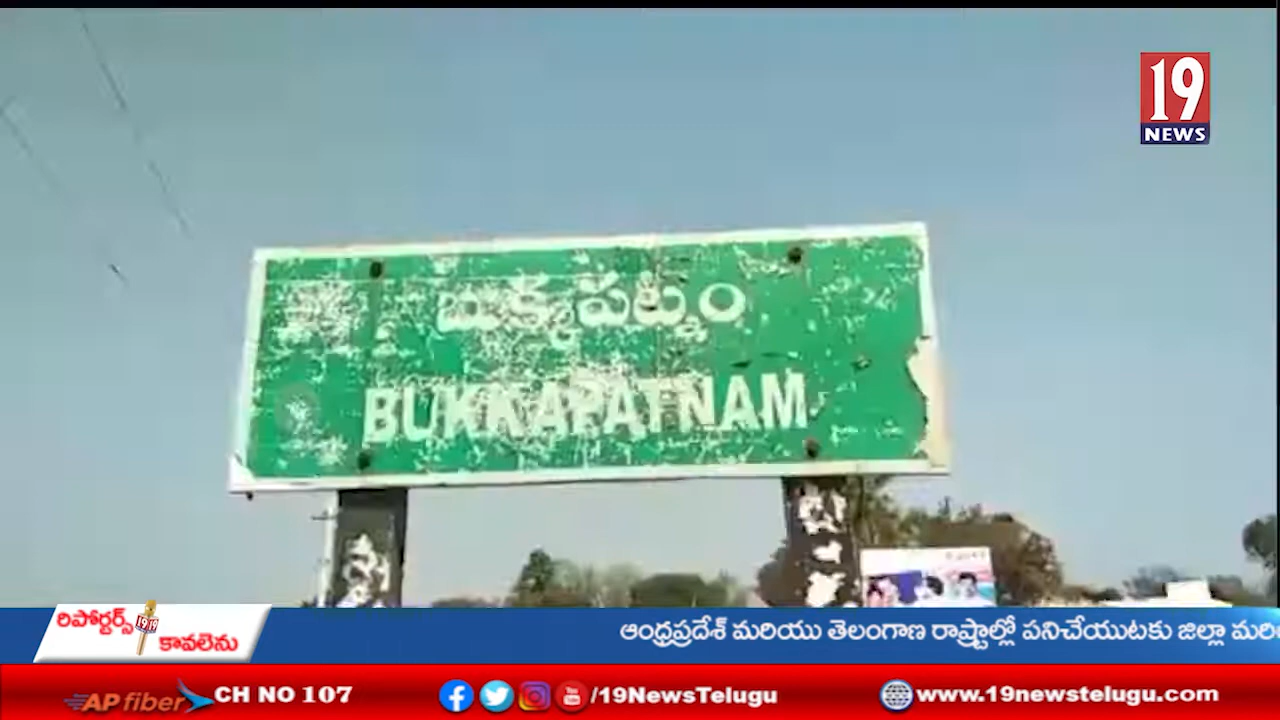 19
NEWS
బుక్కపట్నం
BUKKAPATNAM
రిపోర్టర్స్
కావలెను
ఆంధ్రప్రదేశ్ మరియు తెలంగాణ రాష్ట్రాల్లో పనిచేయుటకు జిల్లా మరి
AP fiber CH NO 107
/19NewsTelugu
www.19newstelugu.com